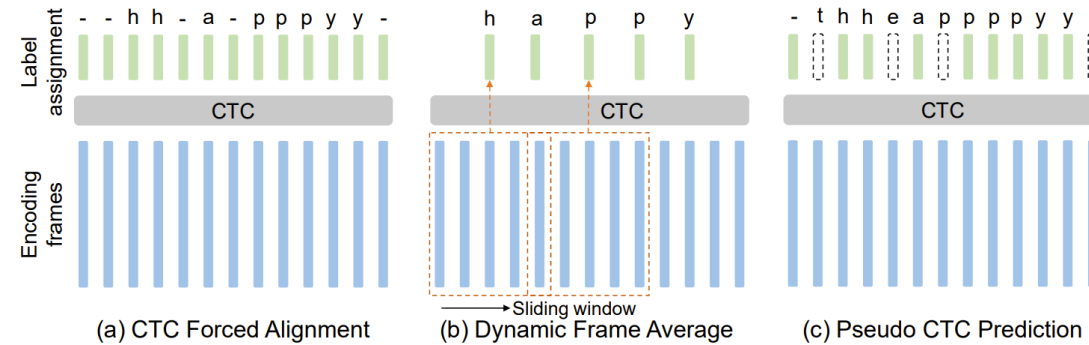 Label assignment
- - h h - a - p p p y y -
CTC
Encoding frames
(a) CTC Forced Alignment
h a p p y
CTC
Sliding window
(b) Dynamic Frame Average
- t h h e a p p p p y y
CTC
(c) Pseudo CTC Prediction